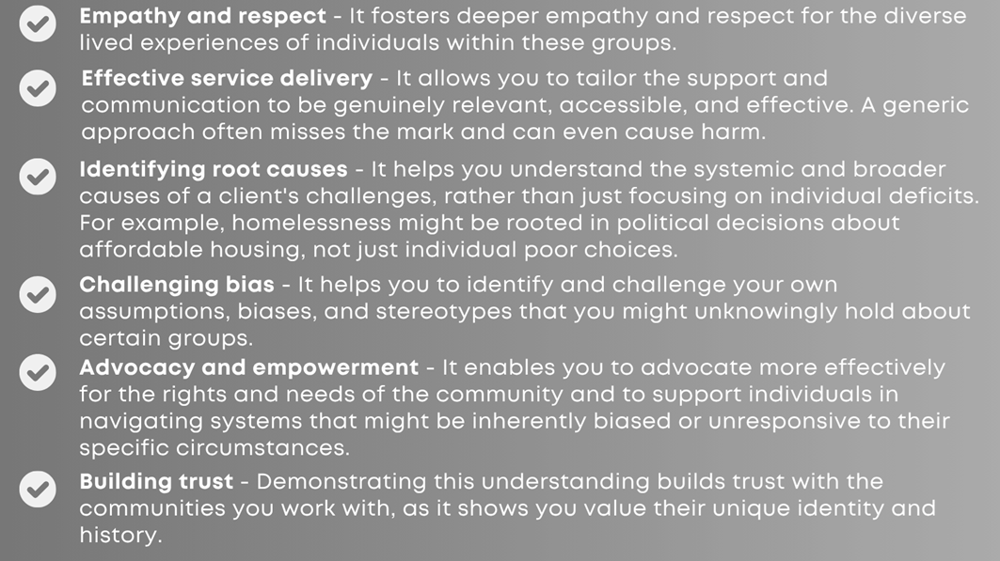 Empathy and respect - It fosters deeper empathy and respect for the diverse
lived experiences of individuals within these groups.
Effective service delivery - It allows you to tailor the support and
communication to be genuinely relevant, accessible, and effective. A generic
approach often misses the mark and can even cause harm.
Identifying root causes - It helps you understand the systemic and broader
causes of a client's challenges, rather than just focusing on individual deficits.
For example, homelessness might be rooted in political decisions about
affordable housing, not just individual poor choices.
Challenging bias - It helps you to identify and challenge your own
assumptions, biases, and stereotypes that you might unknowingly hold about
certain groups.
Advocacy and empowerment - It enables you to advocate more effectively
for the rights and needs of the community and to support individuals in
navigating systems that might be inherently biased or unresponsive to their
specific circumstances.
Building trust - Demonstrating this understanding builds trust with the
communities you work with, as it shows you value their unique identity and
history.